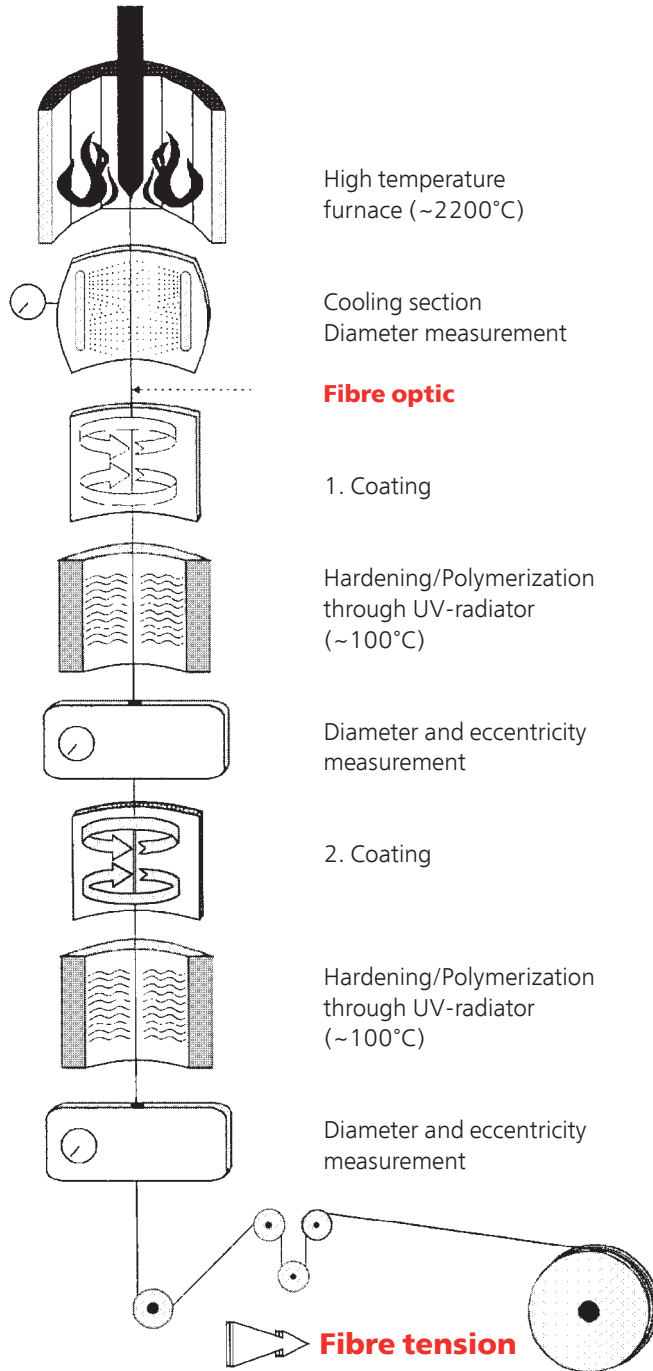 High temperature
furnace (~2200°C)
Cooling section
Diameter measurement
Fibre optic
1. Coating
Hardening/Polymerization
through UV-radiator
(~100°C)
Diameter and eccentricity
measurement
2. Coating
Hardening/Polymerization
through UV-radiator
(~100°C)
Diameter and eccentricity
measurement
Fibre tension